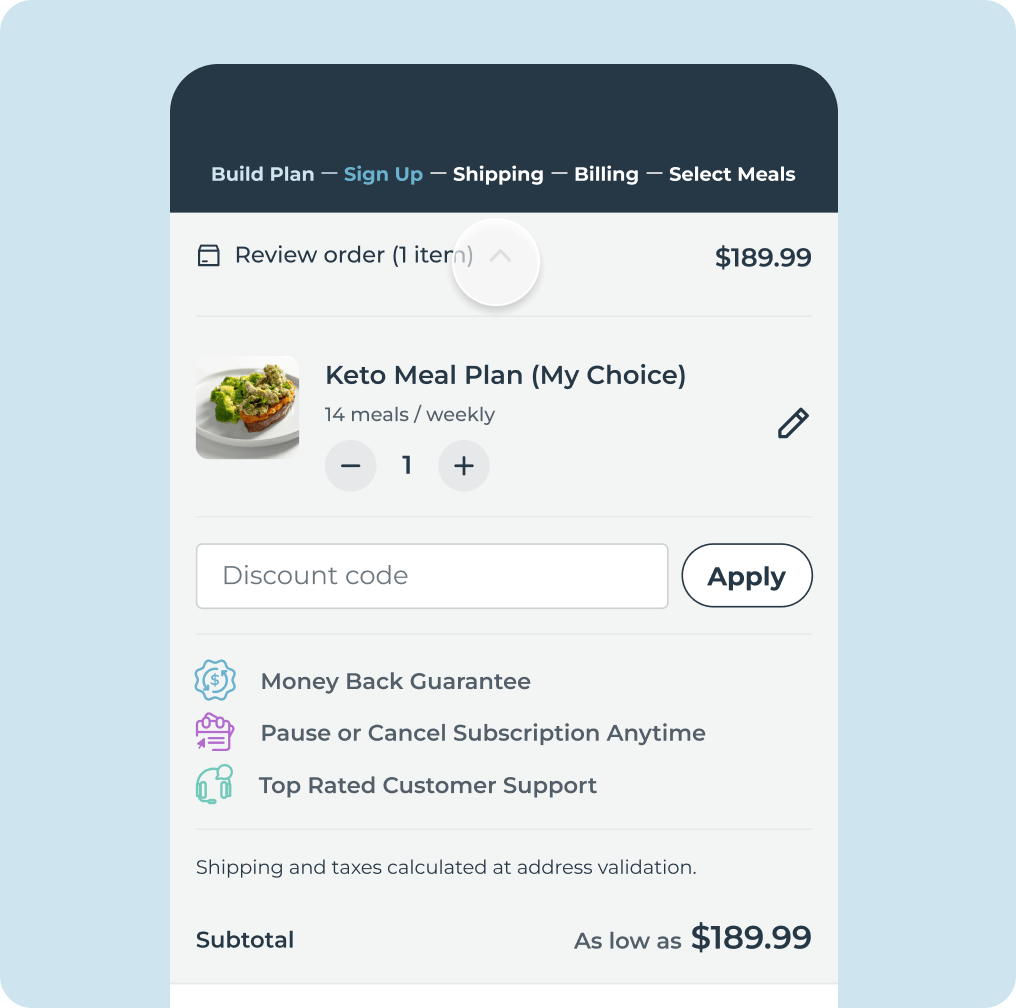 Build Plan — Sign Up — Shipping — Billing — Select Meals
Review order (1 item) $189.99
Keto Meal Plan (My Choice)
14 meals / weekly
− 1 +
Discount code Apply
$ Money Back Guarantee
Pause or Cancel Subscription Anytime
Top Rated Customer Support
Shipping and taxes calculated at address validation.
Subtotal As low as $189.99